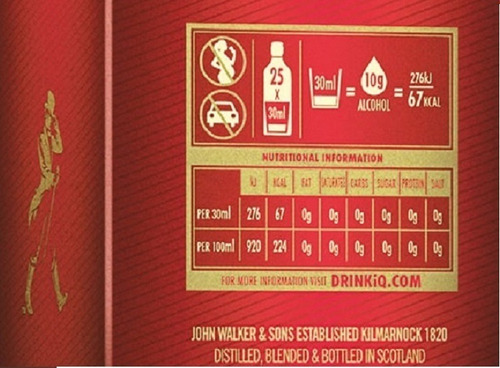 25
X
30ml
30ml = 10g = 276kJ
ALCOHOL 67KCAL
NUTRITIONAL INFORMATION
KJ KCAL FAT SATURATES CARBS SUGAR PROTEIN SALT
PER 30ml 276 67 0g 0g 0g 0g 0g 0g
PER 100ml 920 224 0g 0g 0g 0g 0g 0g
FOR MORE INFORMATION VISIT DRINKiQ.COM
JOHN WALKER & SONS ESTABLISHED KILMARNOCK 1820
DISTILLED, BLENDED & BOTTLED IN SCOTLAND